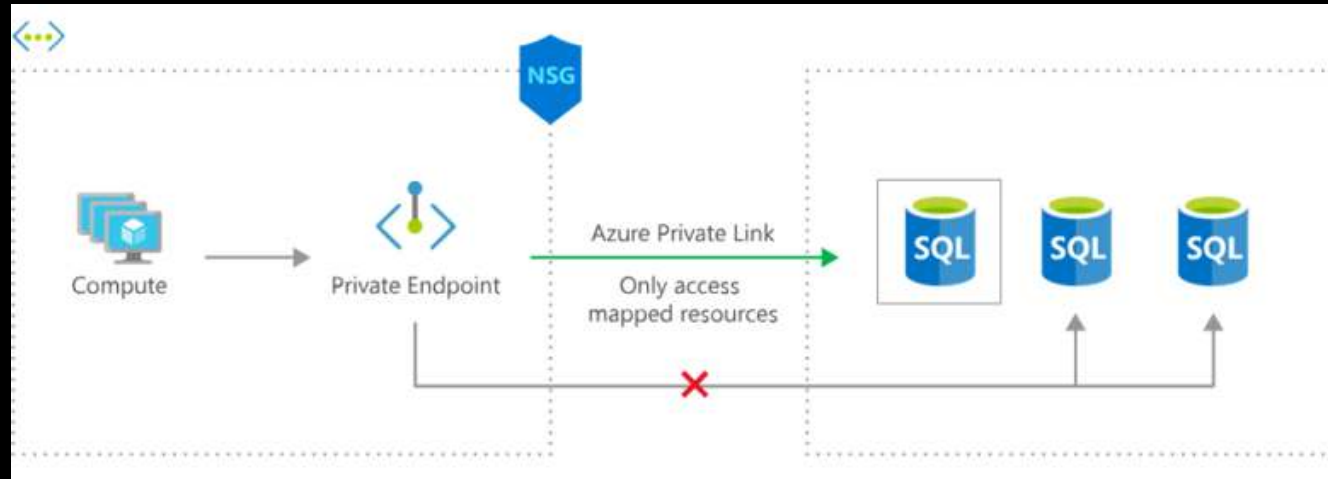 NSG
Azure Private Link
SQL
SQL
SQL
Compute
Private Endpoint
Only access
mapped resources